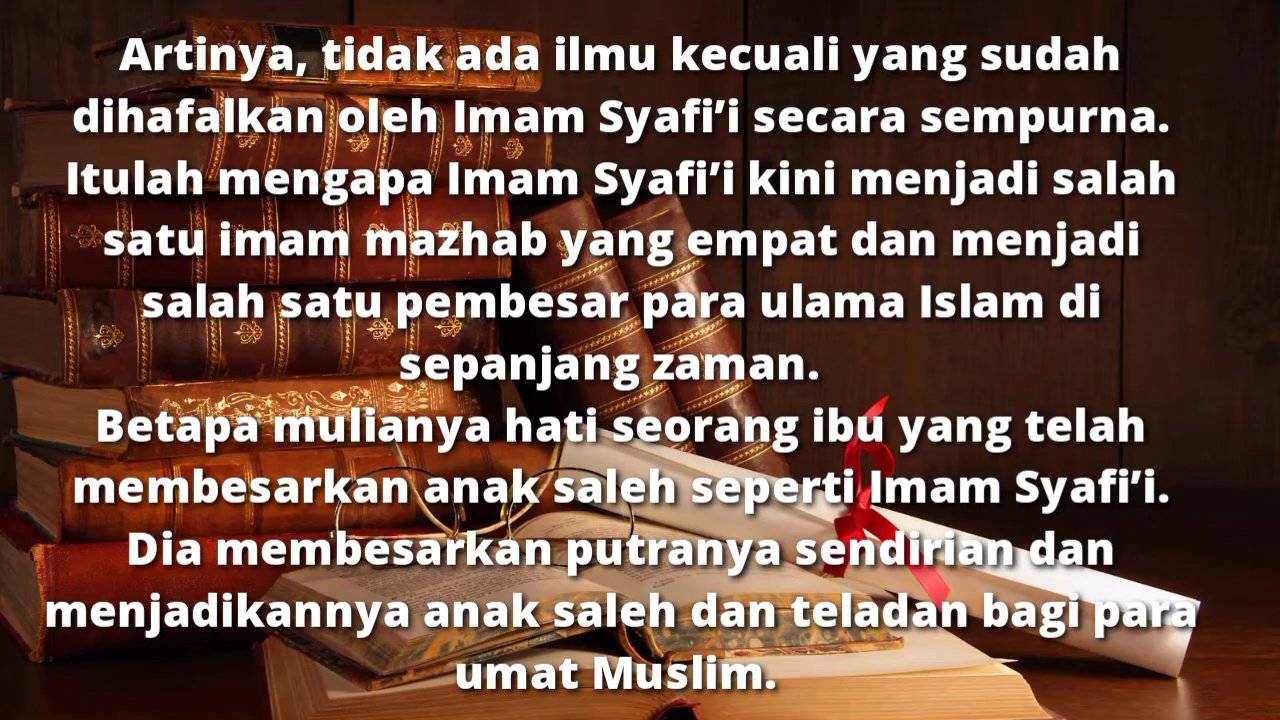 Artinya, tidak ada ilmu kecuali yang sudah
dihafalkan oleh Imam Syafi’i secara sempurna.
Itulah mengapa Imam Syafi’i kini menjadi salah
satu imam mazhab yang empat dan menjadi
salah satu pembesar para ulama Islam di
sepanjang zaman.
Betapa mulianya hati seorang ibu yang telah
membesarkan anak saleh seperti Imam Syafi’i.
Dia membesarkan putranya sendirian dan
menjadikannya anak saleh dan teladan bagi para
umat Muslim.